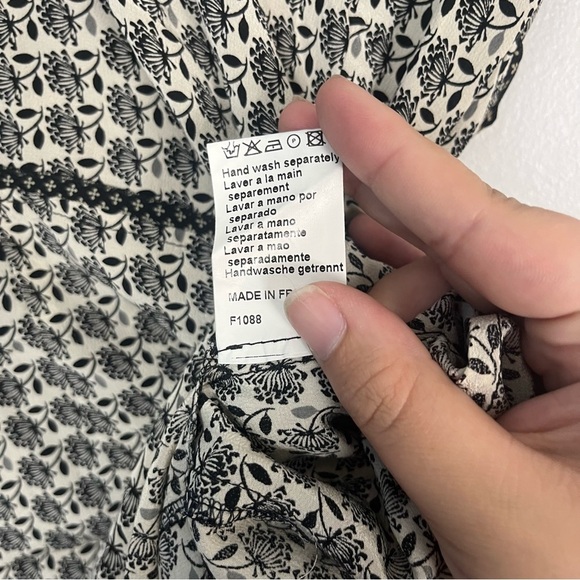 Hand wash separately
Laver a la main
separement
Lavar a mano por
separado
Lavar a mano
separatamente
Lavar a mao
separadamente
Handwasche getrennt
MADE IN FR
F1088